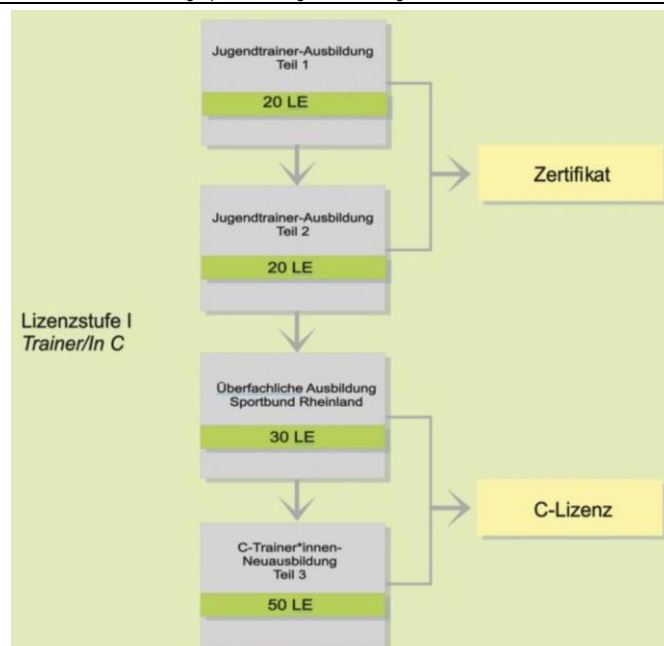 Jugendtrainer-Ausbildung
Teil 1
20 LE
Zertifikat
Jugendtrainer-Ausbildung
Teil 2
20 LE
Lizenzstufe I
Trainer/In C
Überfachliche Ausbildung
Sportbund Rheinland
30 LE
C-Lizenz
C-Trainer*innen-
Neuausbildung
Teil 3
50 LE